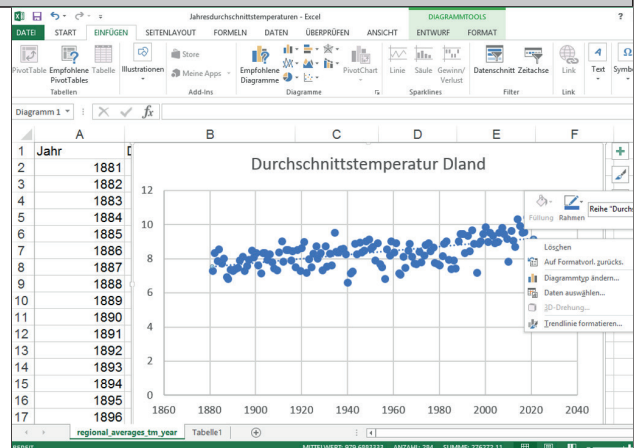 Jahresdurchschnittstemperaturen - Excel
DIAGRAMMTOOLS
?
DATEI START EINFÜGEN SEITENLAYOUT FORMELN DATEN ÜBERPRÜFEN ANSICHT ENTWURF FORMAT
PivotTable Empfohlene PivotTables Tabelle Illustrationen Store Meine Apps Empfohlene Diagramme PivotChart Linie Säule Gewinn/ Verlust Datenschnitt Zeitachse Link Text
Tabellen Add-Ins Diagramme Sparklines Filter Link
Diagramm 1 fx
A B C D E F
1 Jahr
2 1881
3 1882
4 1883
5 1884
6 1885
7 1886
8 1887
9 1888
10 1889
11 1890
12 1891
13 1892
14 1893
15 1894
16 1895
17 1896
Durchschnittstemperatur Dland
12
10
8
6
4
2
0
1860 1880 1900 1920 1940 1960 1980 2000 2020 2040
Füllung Rahmen
Reihe "Durchs
Löschen
Auf Formatvorl. zurücks.
Diagrammtyp ändern...
Daten auswählen...
3D-Drehung...
Trendlinie formatieren...
regional_averages_tm_year Tabelle1